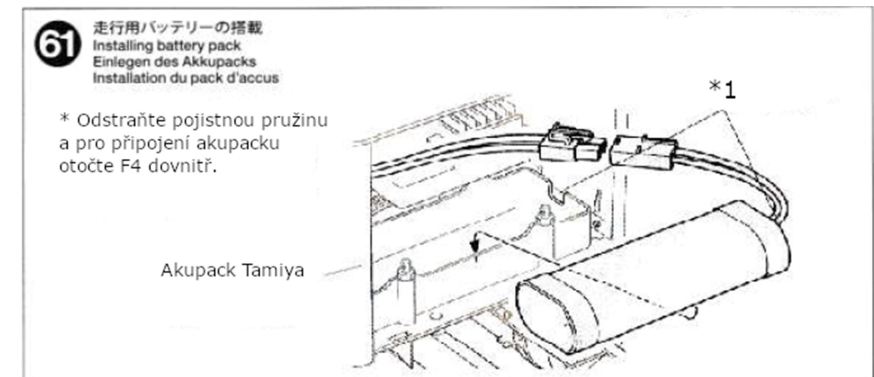 61
走行用バッテリーの搭載
Installing battery pack
Einlegen des Akkupacks
Installation du pack d'accus
* Odstraňte pojistnou pružinu
a pro připojení akupacku
otočte F4 dovnitř.
*1
Akupack Tamiya